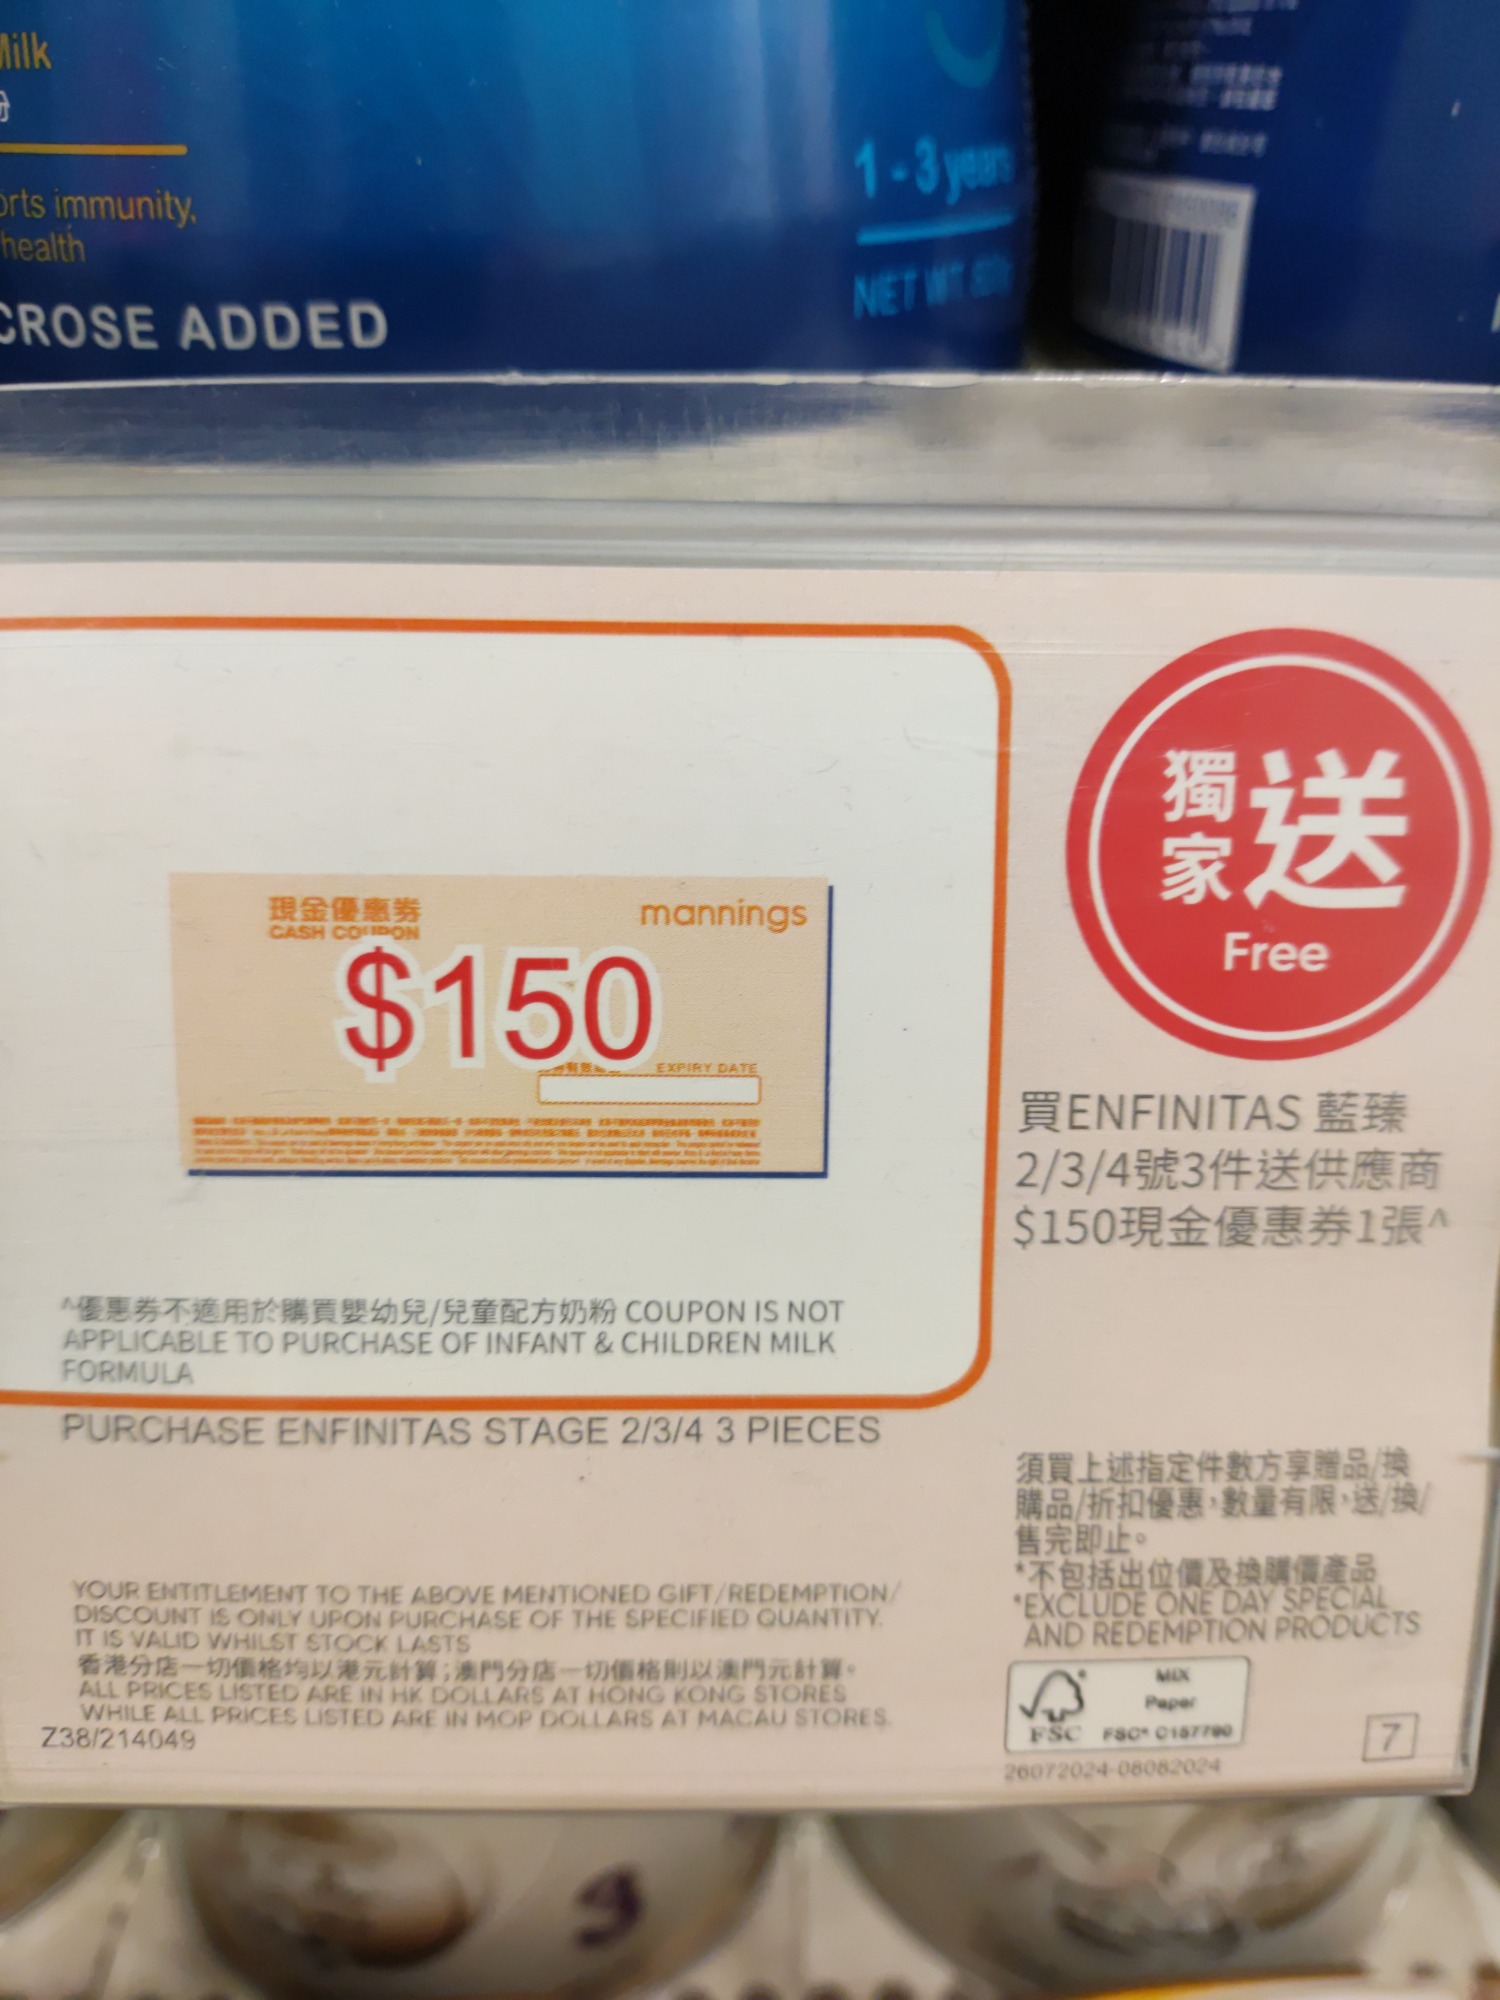 Milk
orts immunity,
health
CROSE ADDED
1 - 3 years
NET WT.
現金優惠券
CASH COUPON
mannings
$150
EXPIRY DATE
獨家
送
Free
買ENFINITAS 藍臻
2/3/4號3件送供應商
$150現金優惠券1張^
^優惠券不適用於購買嬰幼兒/兒童配方奶粉 COUPON IS NOT
APPLICABLE TO PURCHASE OF INFANT & CHILDREN MILK
FORMULA
PURCHASE ENFINITAS STAGE 2/3/4 3 PIECES
須買上述指定件數方享贈品/換
購品/折扣優惠,數量有限,送/換/
售完即止。
*不包括出位價及換購價產品
*EXCLUDE ONE DAY SPECIAL
AND REDEMPTION PRODUCTS
YOUR ENTITLEMENT TO THE ABOVE MENTIONED GIFT/REDEMPTION/
DISCOUNT IS ONLY UPON PURCHASE OF THE SPECIFIED QUANTITY.
IT IS VALID WHILST STOCK LASTS
香港分店一切價格均以港元計算;澳門分店一切價格則以澳門元計算。
ALL PRICES LISTED ARE IN HK DOLLARS AT HONG KONG STORES
WHILE ALL PRICES LISTED ARE IN MOP DOLLARS AT MACAU STORES.
Z38/214049
FSC
MIX
Paper
FSC® C157790
7
26072024-08082024